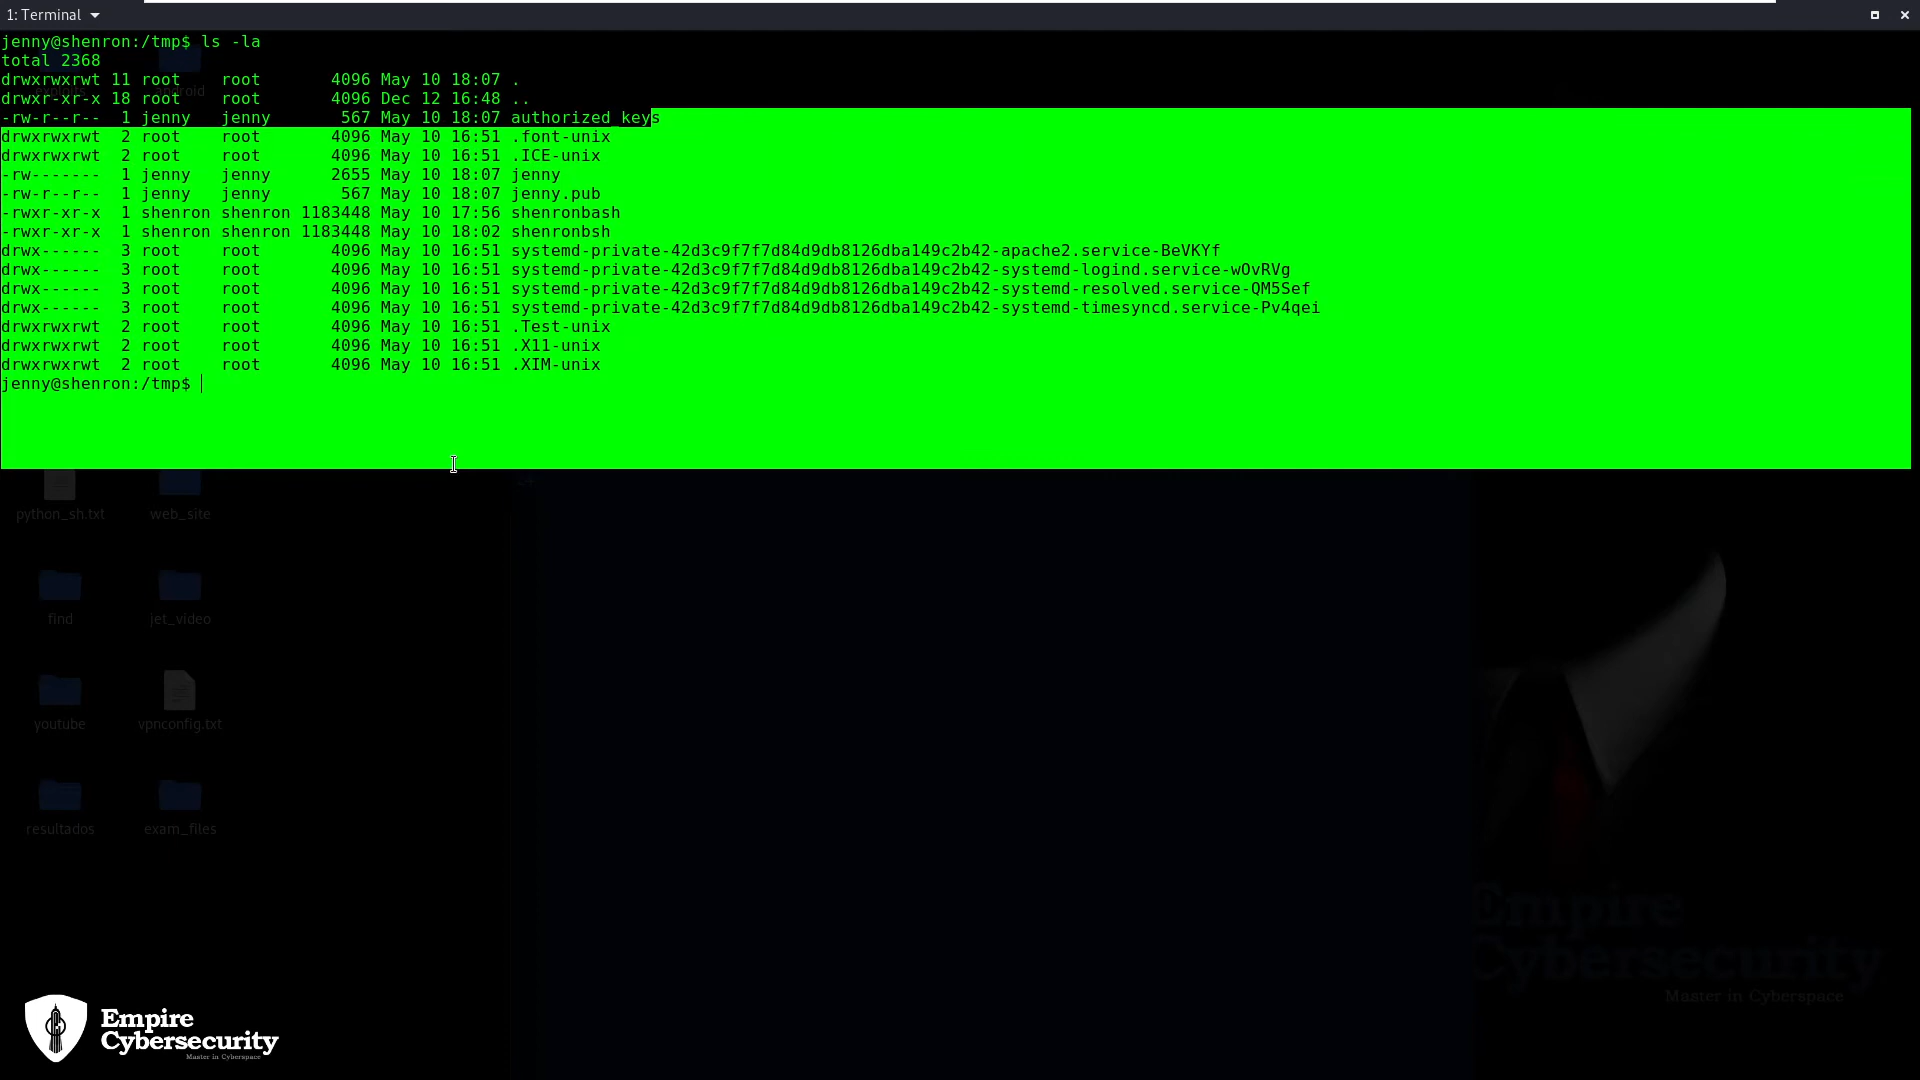 1: Terminal
jenny@shenron:/tmp$ ls -la
total 2368
drwxrwxrwt 11 root    root       4096 May 10 18:07 .
drwxr-xr-x 18 root    root       4096 Dec 12 16:48 ..
-rw-r--r--  1 jenny   jenny       567 May 10 18:07 authorized_keys
drwxrwxrwt  2 root    root       4096 May 10 16:51 .font-unix
drwxrwxrwt  2 root    root       4096 May 10 16:51 .ICE-unix
-rw-------  1 jenny   jenny      2655 May 10 18:07 jenny
-rw-r--r--  1 jenny   jenny       567 May 10 18:07 jenny.pub
-rwxr-xr-x  1 shenron shenron 1183448 May 10 17:56 shenronbash
-rwxr-xr-x  1 shenron shenron 1183448 May 10 18:02 shenronbsh
drwx------  3 root    root       4096 May 10 16:51 systemd-private-42d3c9f7f7d84d9db8126dba149c2b42-apache2.service-BeVKYf
drwx------  3 root    root       4096 May 10 16:51 systemd-private-42d3c9f7f7d84d9db8126dba149c2b42-systemd-logind.service-wOvRVg
drwx------  3 root    root       4096 May 10 16:51 systemd-private-42d3c9f7f7d84d9db8126dba149c2b42-systemd-resolved.service-QM5Sef
drwx------  3 root    root       4096 May 10 16:51 systemd-private-42d3c9f7f7d84d9db8126dba149c2b42-systemd-timesyncd.service-Pv4qei
drwxrwxrwt  2 root    root       4096 May 10 16:51 .Test-unix
drwxrwxrwt  2 root    root       4096 May 10 16:51 .X11-unix
drwxrwxrwt  2 root    root       4096 May 10 16:51 .XIM-unix
jenny@shenron:/tmp$
exploits android
python_sh.txt web_site
find jet_video
youtube vpnconfig.txt
resultados exam_files
Empire
Cybersecurity
Master in Cyberspace
Empire
Cybersecurity
Master in Cyberspace